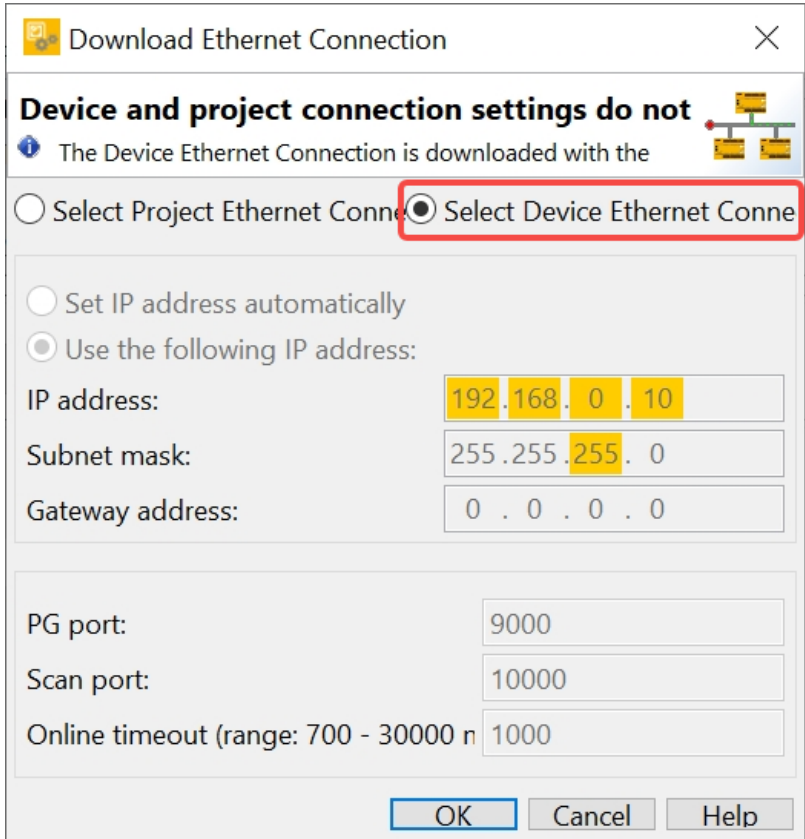 Download Ethernet Connection
Device and project connection settings do not
The Device Ethernet Connection is downloaded with the
Select Project Ethernet Conne Select Device Ethernet Conne
Set IP address automatically
Use the following IP address:
IP address: 192 . 168 . 0 . 10
Subnet mask: 255 . 255 . 255 . 0
Gateway address: 0 . 0 . 0 . 0
PG port: 9000
Scan port: 10000
Online timeout (range: 700 - 30000 n 1000
OK Cancel Help